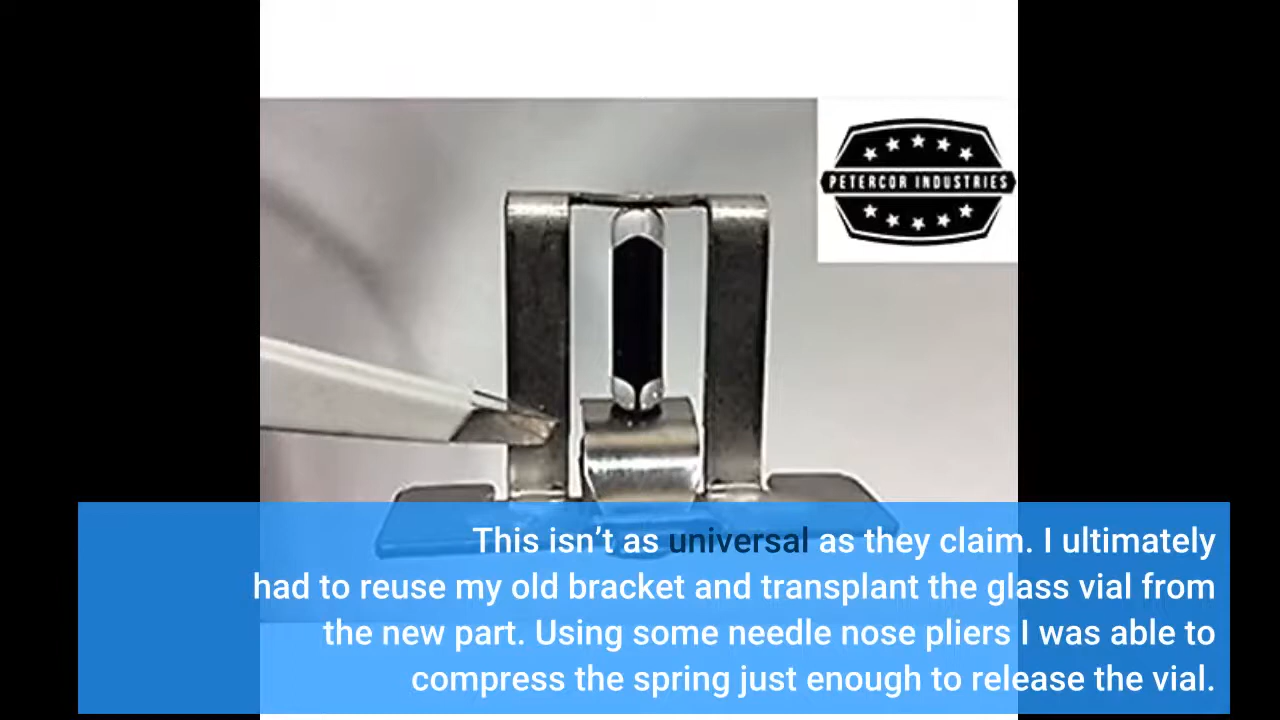 PETERCOR INDUSTRIES
This isn’t as universal as they claim. I ultimately
had to reuse my old bracket and transplant the glass vial from
the new part. Using some needle nose pliers I was able to
compress the spring just enough to release the vial.